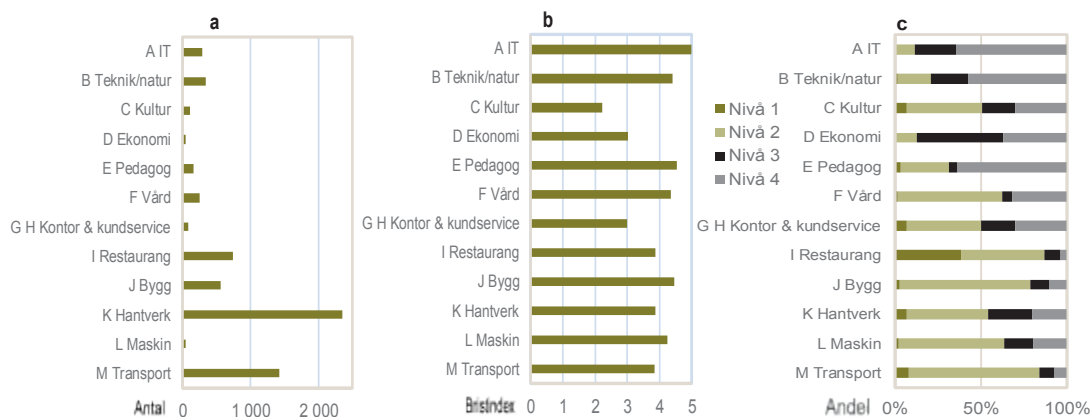 a
A IT
B Teknik/natur
C Kultur
D Ekonomi
E Pedagog
F Vård
G H Kontor & kundservice
I Restaurang
J Bygg
K Hantverk
L Maskin
M Transport
Antal
0 1 000 2 000
b
A IT
B Teknik/natur
C Kultur
D Ekonomi
E Pedagog
F Vård
G H Kontor & kundservice
I Restaurang
J Bygg
K Hantverk
L Maskin
M Transport
Bristindex
0 1 2 3 4 5
Nivå 1
Nivå 2
Nivå 3
Nivå 4
c
A IT
B Teknik/natur
C Kultur
D Ekonomi
E Pedagog
F Vård
G H Kontor & kundservice
I Restaurang
J Bygg
K Hantverk
L Maskin
M Transport
Andel
0% 50% 100%